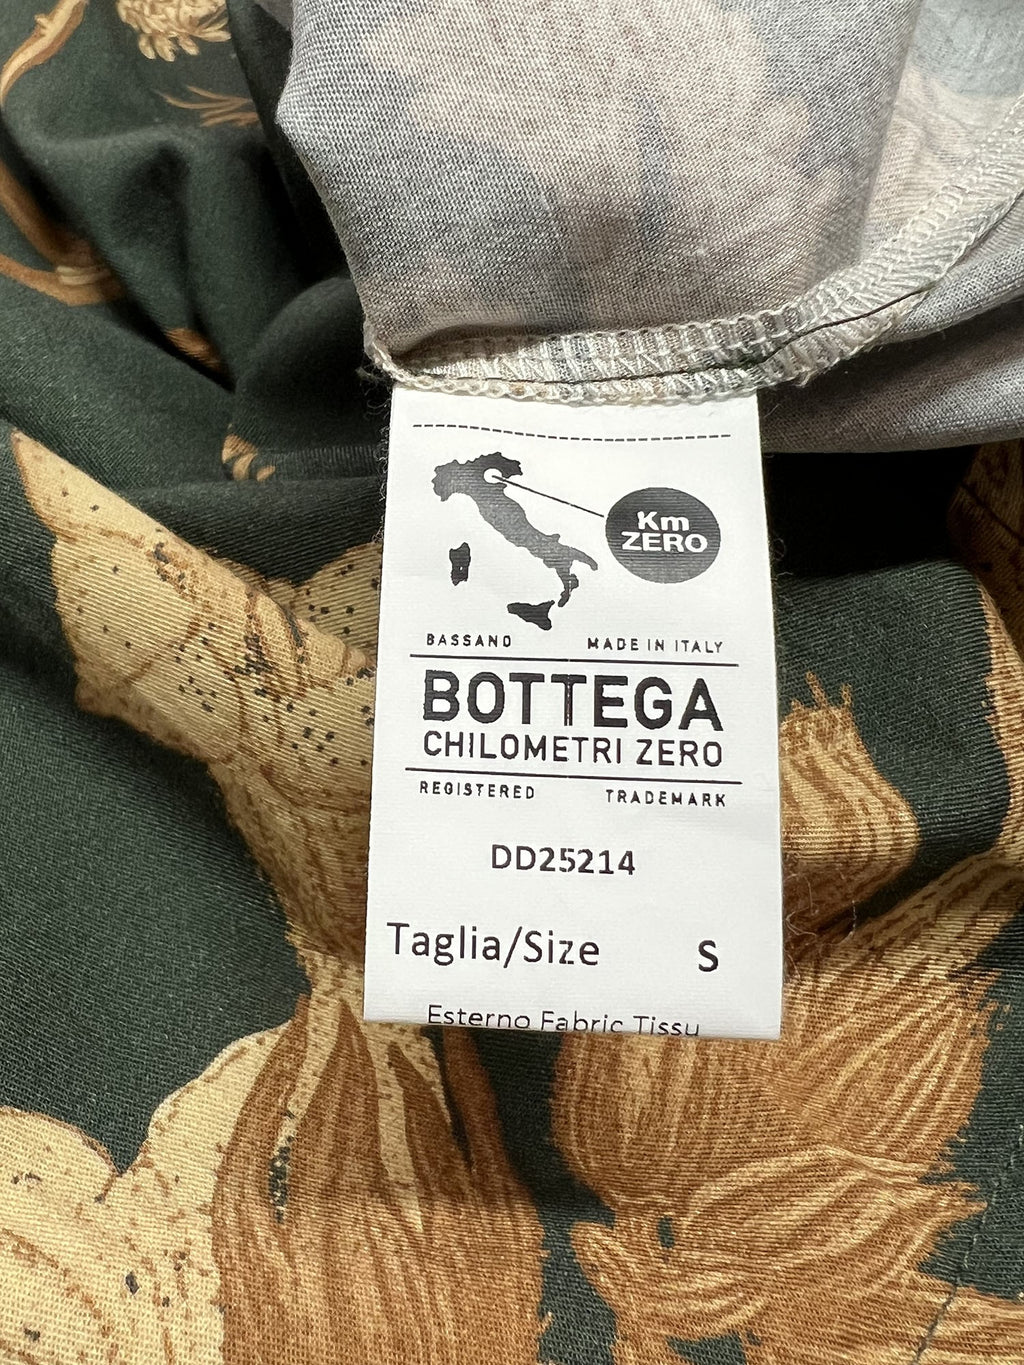 Km
ZERO
BASSANO MADE IN ITALY
BOTTEGA
CHILOMETRI ZERO
REGISTERED TRADEMARK
DD25214
Taglia/Size S
Esterno Fabric Tissu